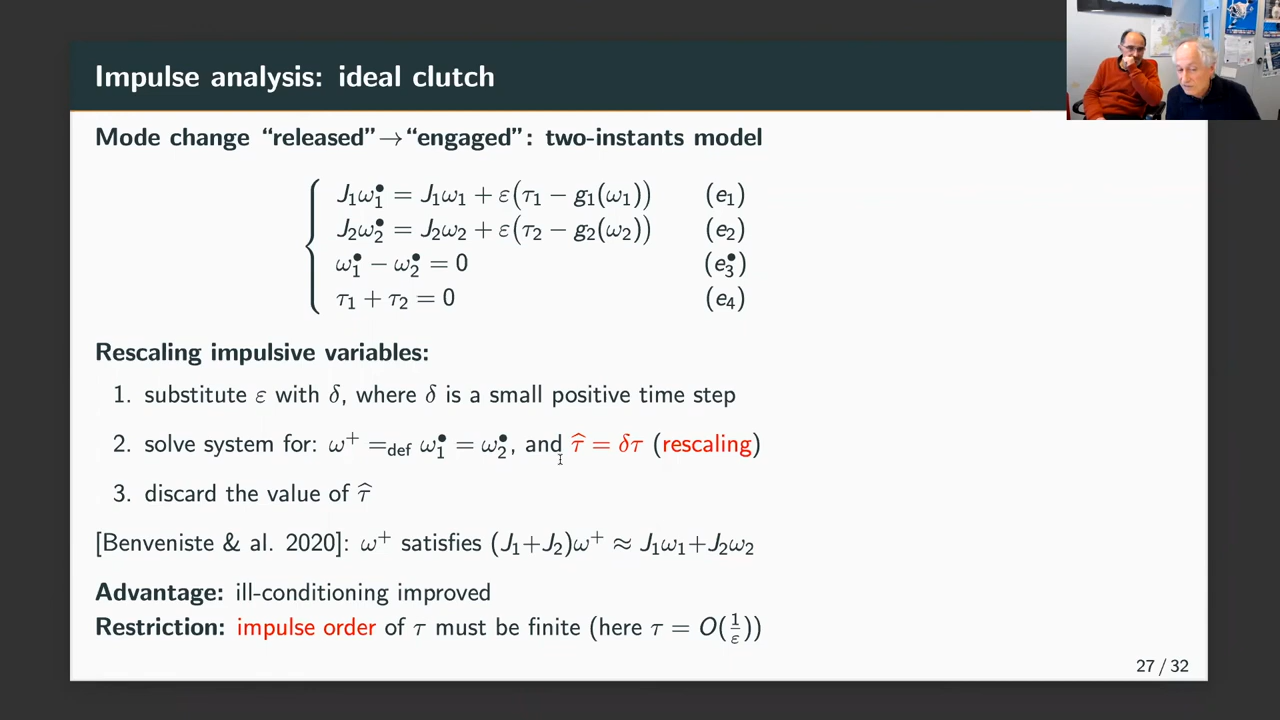 Impulse analysis: ideal clutch
Mode change “released”→“engaged”: two-instants model
J₁ω₁• = J₁ω₁ + ε(τ₁ − g₁(ω₁)) (e₁)
J₂ω₂• = J₂ω₂ + ε(τ₂ − g₂(ω₂)) (e₂)
ω₁• − ω₂• = 0 (e₃•)
τ₁ + τ₂ = 0 (e₄)
Rescaling impulsive variables:
1. substitute ε with δ, where δ is a small positive time step
2. solve system for: ω⁺ =def ω₁• = ω₂•, and τ̂ = δτ (rescaling)
3. discard the value of τ̂
[Benveniste & al. 2020]: ω⁺ satisfies (J₁+J₂)ω⁺ ≈ J₁ω₁+J₂ω₂
Advantage: ill-conditioning improved
Restriction: impulse order of τ must be finite (here τ = O(1/ε))
27 / 32